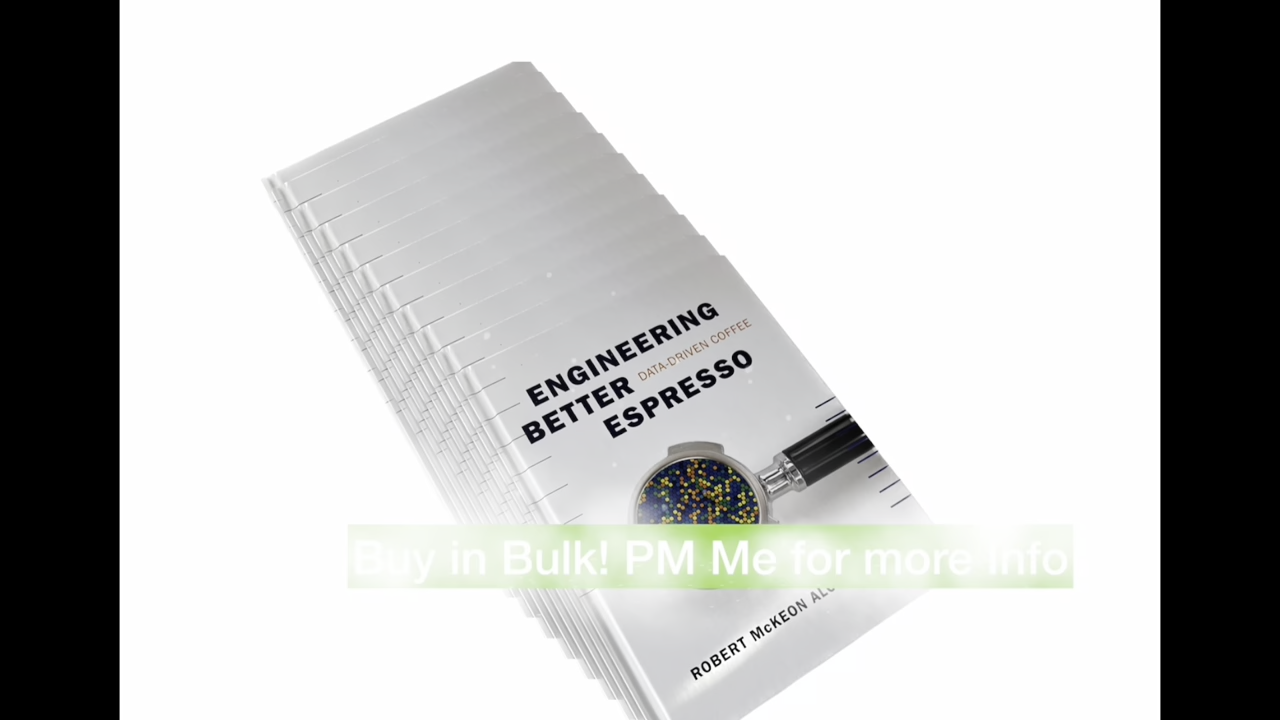 ENGINEERING
DATA-DRIVEN COFFEE
BETTER
ESPRESSO
Buy in Bulk! PM Me for more Info
ROBERT McKEON